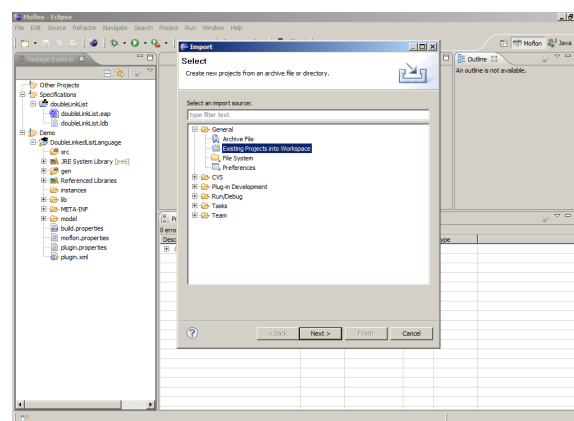 Moflon - Eclipse
File Edit Source Refactor Navigate Search Project Run Window Help
Moflon Java
Package Explorer
Other Projects
Specifications
doubleLinkList
doubleLinkList.eap
doubleLinkList.ldb
Demo
DoubleLinkedListLanguage
src
JRE System Library [jre6]
gen
Referenced Libraries
instances
lib
META-INF
model
build.properties
moflon.properties
plugin.properties
plugin.xml
Import
Select
Create new projects from an archive file or directory.
Select an import source:
type filter text
General
Archive File
Existing Projects into Workspace
File System
Preferences
CVS
Plug-in Development
Run/Debug
Tasks
Team
< Back Next > Finish Cancel
Outline
An outline is not available.
Pr
0 erro
Desc
ype